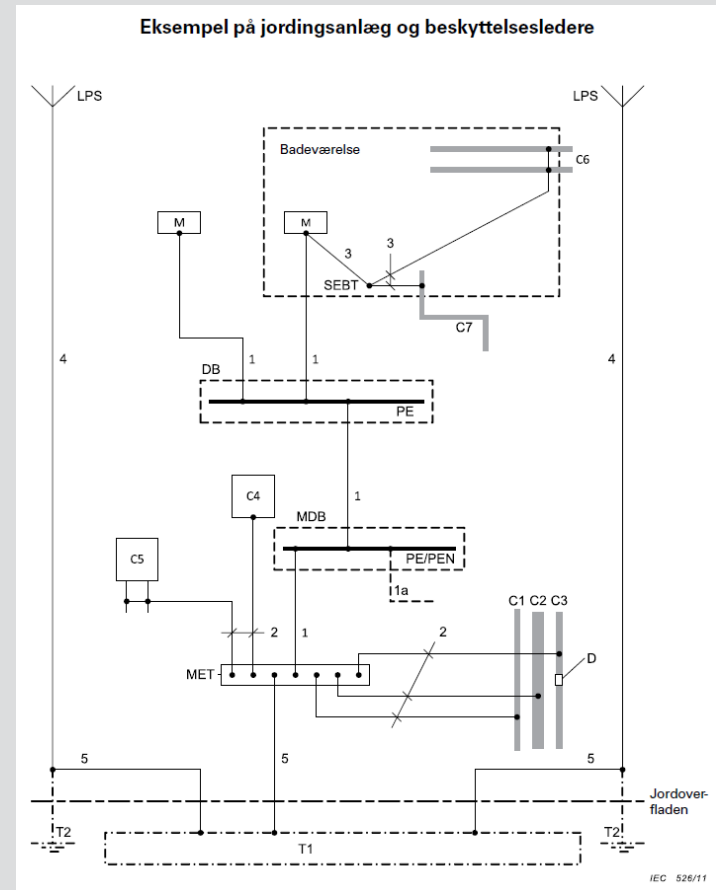 Eksempel på jordingsanlæg og beskyttelsesledere
LPS
LPS
Badeværelse
C6
M
M
3
3
SEBT
C7
4
1
1
4
DB
PE
C4
1
MDB
C5
PE/PEN
1a
C1 C2 C3
2
1
2
MET
D
5
5
5
Jordover-
fladen
T2
T1
T2
IEC 526/11